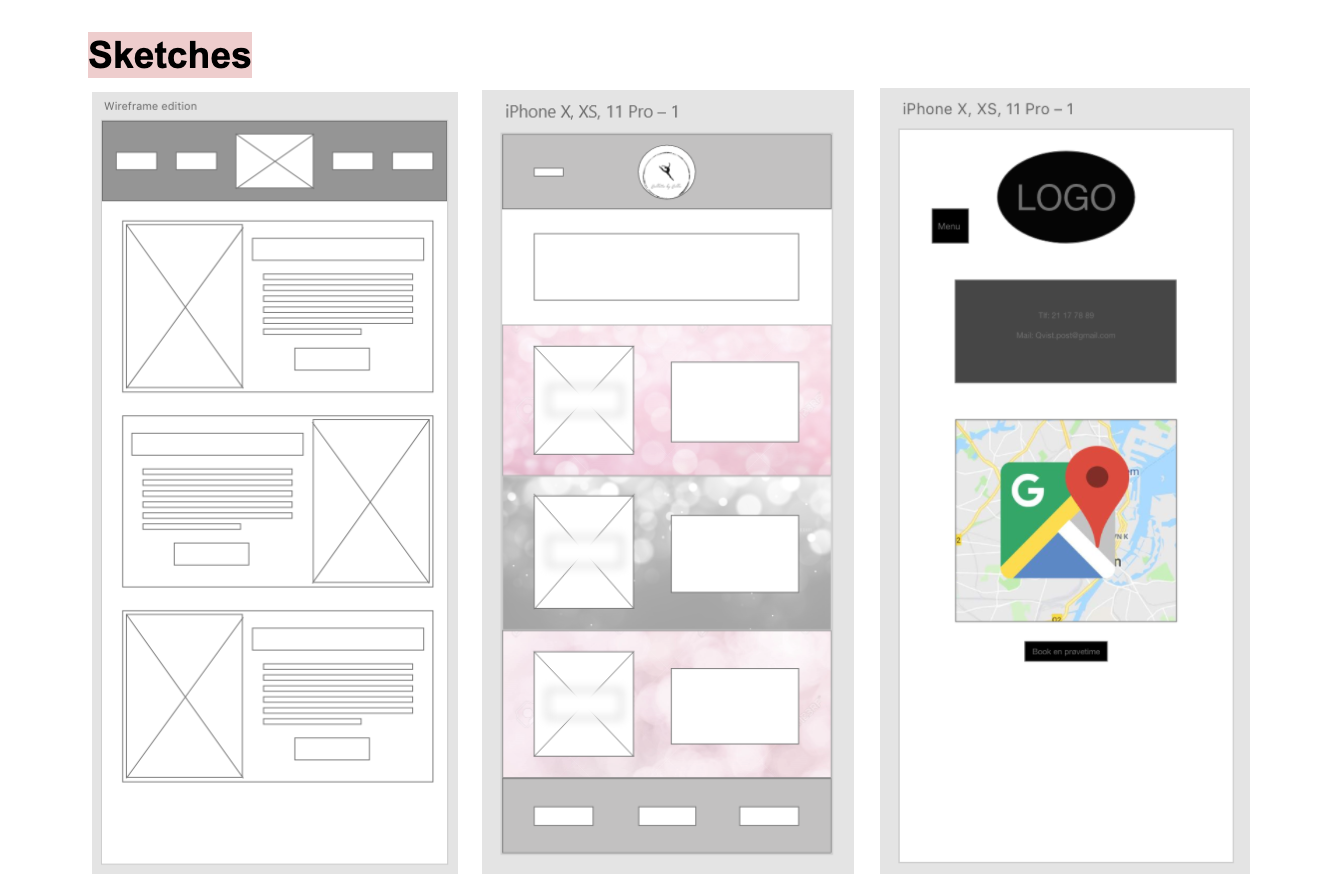 Sketches
Wireframe edition
iPhone X, XS, 11 Pro – 1
iPhone X, XS, 11 Pro – 1
LOGO
Menu
Tlf: 21 17 78 89
Mail: Qvist.post@gmail.com
G
Book en prøvetime